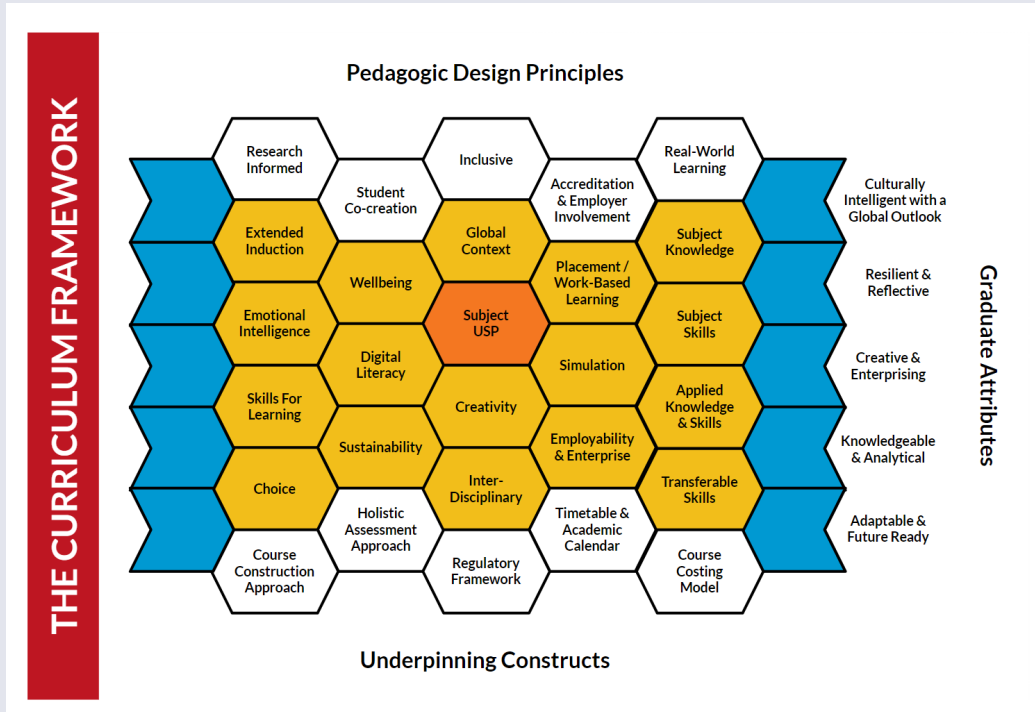 THE CURRICULUM FRAMEWORK
Pedagogic Design Principles
Research
Informed
Student
Co-creation
Inclusive
Accreditation
& Employer
Involvement
Real-World
Learning
Extended
Induction
Wellbeing
Global
Context
Placement /
Work-Based
Learning
Subject
Knowledge
Emotional
Intelligence
Digital
Literacy
Subject
USP
Simulation
Subject
Skills
Skills For
Learning
Sustainability
Creativity
Employability
& Enterprise
Applied
Knowledge
& Skills
Choice
Holistic
Assessment
Approach
Inter-
Disciplinary
Timetable &
Academic
Calendar
Transferable
Skills
Course
Construction
Approach
Regulatory
Framework
Course
Costing
Model
Underpinning Constructs
Culturally
Intelligent with a
Global Outlook
Resilient &
Reflective
Creative &
Enterprising
Knowledgeable
& Analytical
Adaptable &
Future Ready
Graduate Attributes